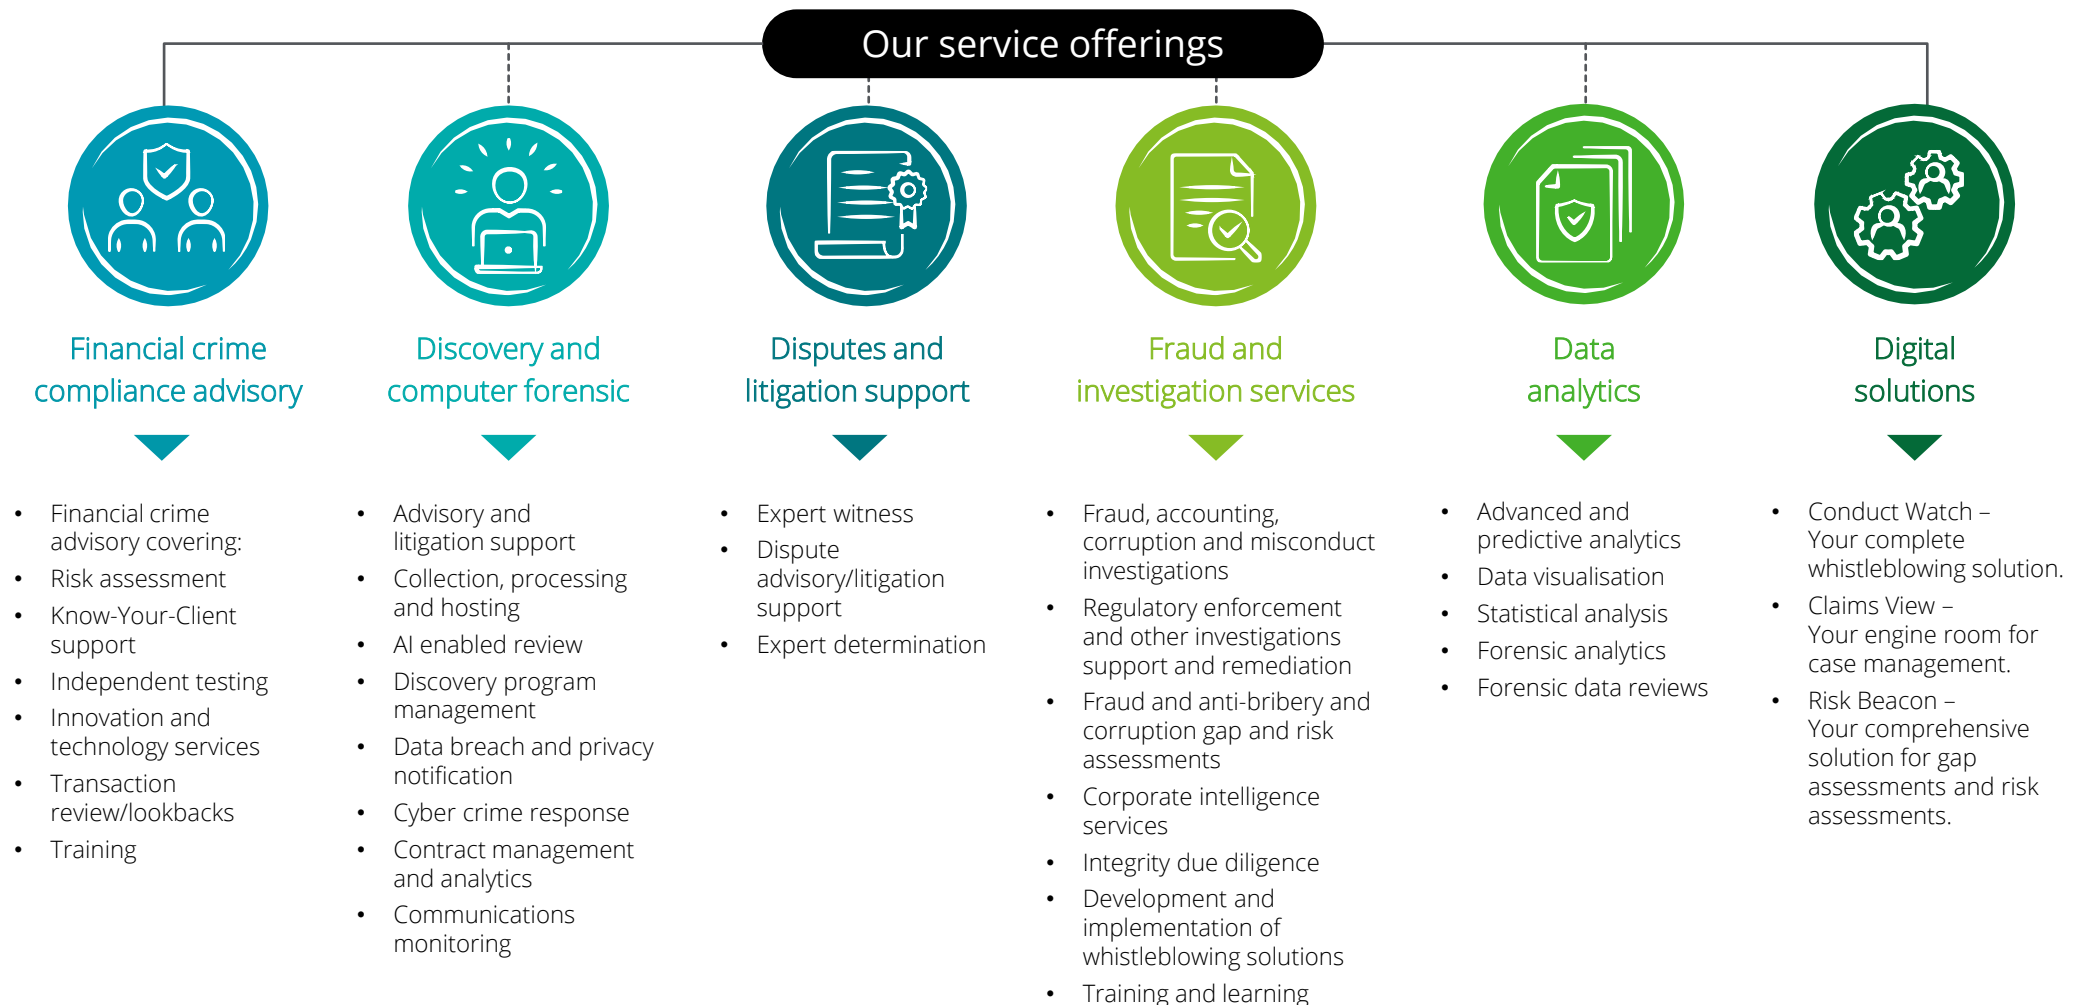 Our service offerings
Financial crime
compliance advisory
• Financial crime
advisory covering:
• Risk assessment
• Know-Your-Client
support
• Independent testing
• Innovation and
technology services
• Transaction
review/lookbacks
• Training
Discovery and
computer forensic
• Advisory and
litigation support
• Collection, processing
and hosting
• AI enabled review
• Discovery program
management
• Data breach and privacy
notification
• Cyber crime response
• Contract management
and analytics
• Communications
monitoring
Disputes and
litigation support
• Expert witness
• Dispute
advisory/litigation
support
• Expert determination
Fraud and
investigation services
• Fraud, accounting,
corruption and misconduct
investigations
• Regulatory enforcement
and other investigations
support and remediation
• Fraud and anti-bribery and
corruption gap and risk
assessments
• Corporate intelligence
services
• Integrity due diligence
• Development and
implementation of
whistleblowing solutions
• Training and learning
Data
analytics
• Advanced and
predictive analytics
• Data visualisation
• Statistical analysis
• Forensic analytics
• Forensic data reviews
Digital
solutions
• Conduct Watch –
Your complete
whistleblowing solution.
• Claims View –
Your engine room for
case management.
• Risk Beacon –
Your comprehensive
solution for gap
assessments and risk
assessments.